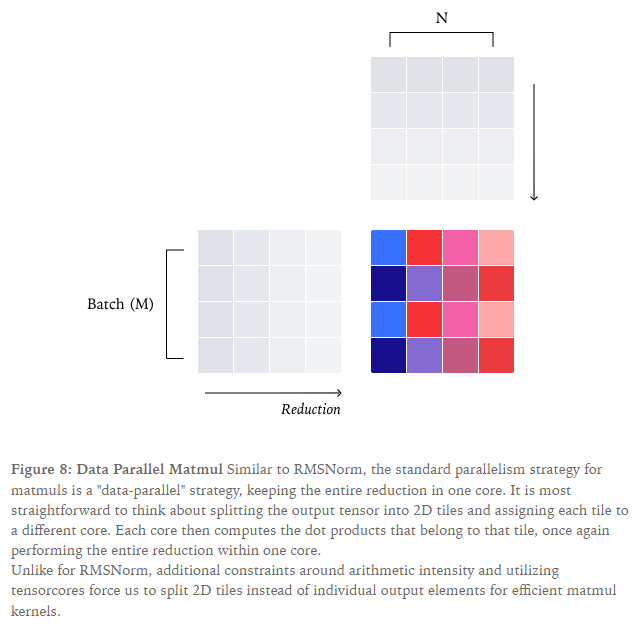 N
Batch (M)
Reduction
Figure 8: Data Parallel Matmul Similar to RMSNorm, the standard parallelism strategy for
matmuls is a "data-parallel" strategy, keeping the entire reduction in one core. It is most
straightforward to think about splitting the output tensor into 2D tiles and assigning each tile to
a different core. Each core then computes the dot products that belong to that tile, once again
performing the entire reduction within one core.
Unlike for RMSNorm, additional constraints around arithmetic intensity and utilizing
tensorcores force us to split 2D tiles instead of individual output elements for efficient matmul
kernels.